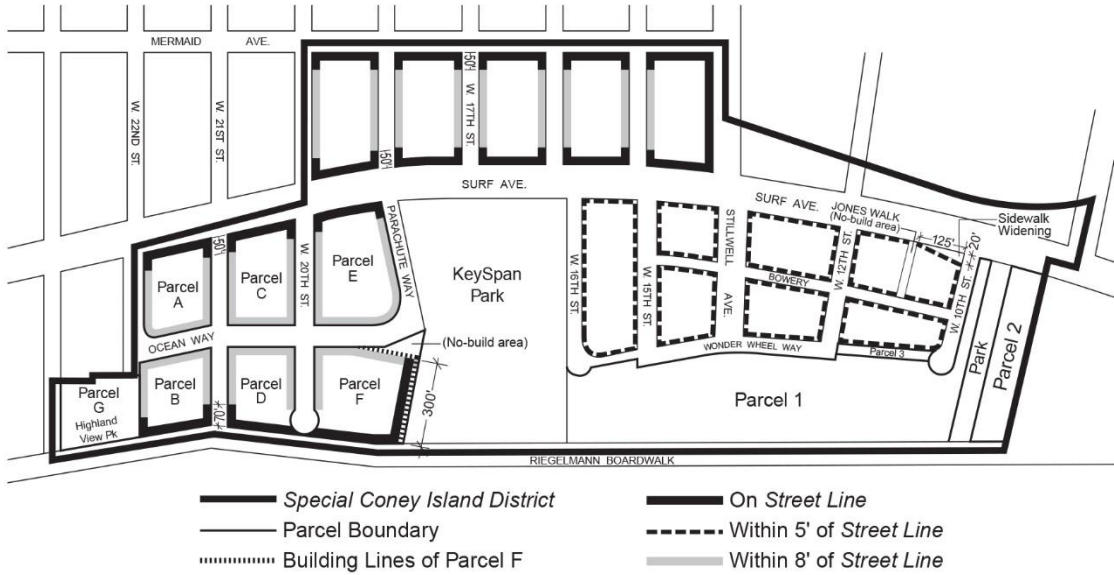 MERMAID AVE.
W. 22ND ST.
W. 21ST ST.
50'
W. 17TH ST.
50'
SURF AVE.
SURF AVE.
JONES WALK
(No-build area)
125'
20'
Sidewalk
Widening
50'
Parcel
A
Parcel
C
W. 20TH ST.
Parcel
E
PARACHUTE WAY
KeySpan
Park
W. 16TH ST.
W. 15TH ST.
STILLWELL
AVE.
BOWERY
W. 12TH ST.
W. 10TH ST.
OCEAN WAY
(No-build area)
WONDER WHEEL WAY
Parcel 3
Park
Parcel 2
Parcel
G
Highland
View Pk
Parcel
B
70'
Parcel
D
Parcel
F
300'
Parcel 1
RIEGELMANN BOARDWALK
Special Coney Island District
On Street Line
Parcel Boundary
Within 5' of Street Line
Building Lines of Parcel F
Within 8' of Street Line